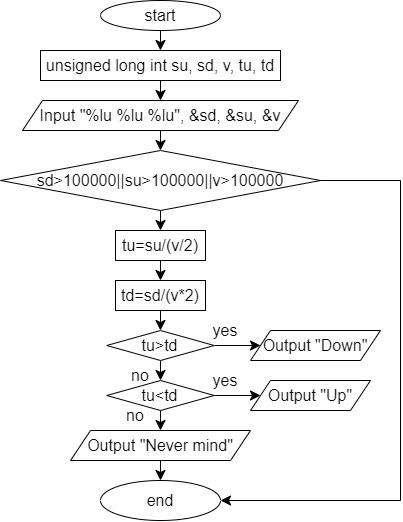 start
unsigned long int su, sd, v, tu, td
Input "%lu %lu %lu", &sd, &su, &v
sd>100000||su>100000||v>100000
tu=su/(v/2)
td=sd/(v*2)
tu>td
yes
Output "Down"
no
tu<td
yes
Output "Up"
no
Output "Never mind"
end